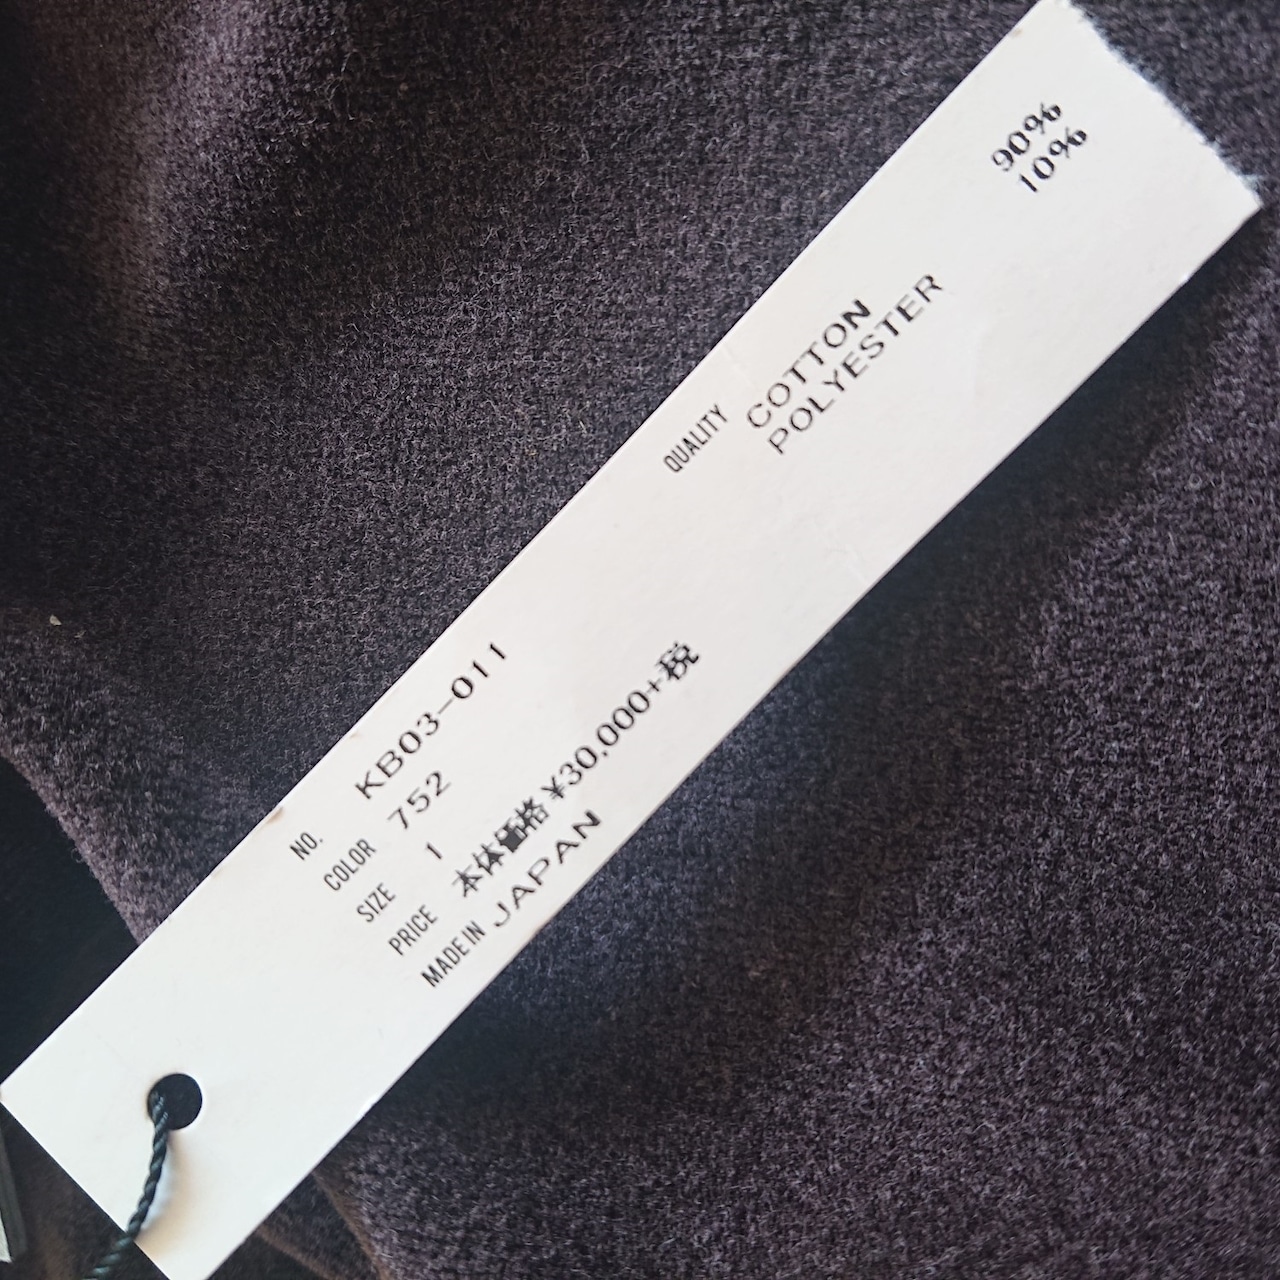 NO. KB03-011
COLOR 752
SIZE 1
PRICE 本体価格 ¥30,000+税
MADE IN JAPAN
QUALITY
COTTON 90%
POLYESTER 10%